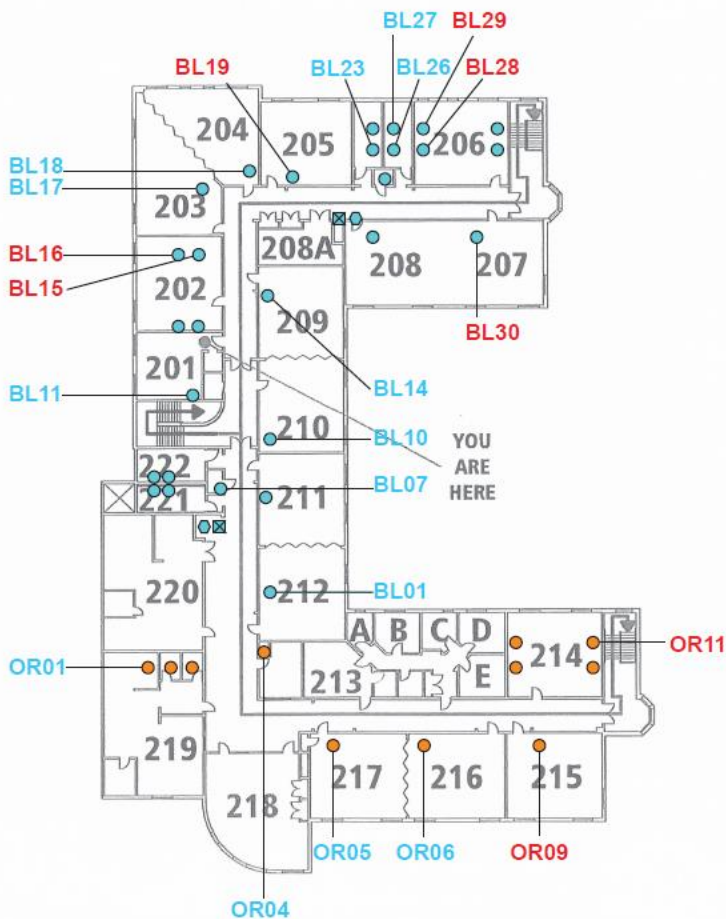 BL27 BL29
BL19 BL23 BL26 BL28
204
205 206
BL18
BL17
203
208A 208 207
BL16
BL15
202
209
BL30
201
BL11 BL14
210 BL10
YOU
ARE
HERE
222
221
BL07
211
220
212 BL01
A B C D
E
OR01 214 OR11
213
219
218 217 216 215
OR05 OR06 OR09
OR04